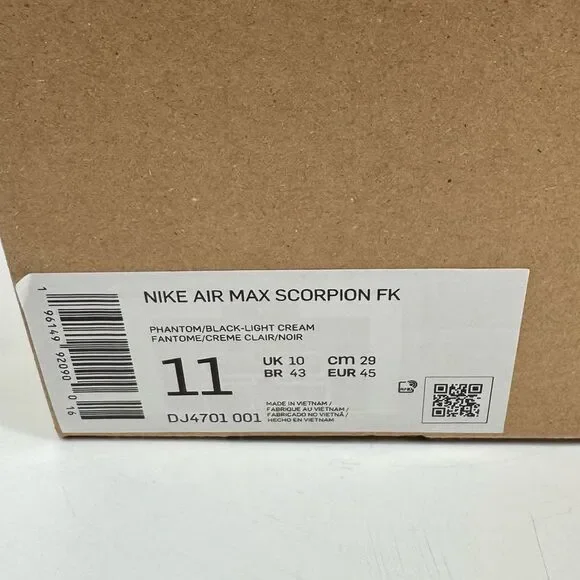 NIKE AIR MAX SCORPION FK
PHANTOM/BLACK-LIGHT CREAM
FANTOME/CREME CLAIR/NOIR
11
UK 10 cm 29
BR 43 EUR 45
DJ4701 001
MADE IN VIETNAM /
FABRIQUE AU VIETNAM /
FABRICADO NO VIETNÃ /
HECHO EN VIETNAM
1 96149 92090 0 16